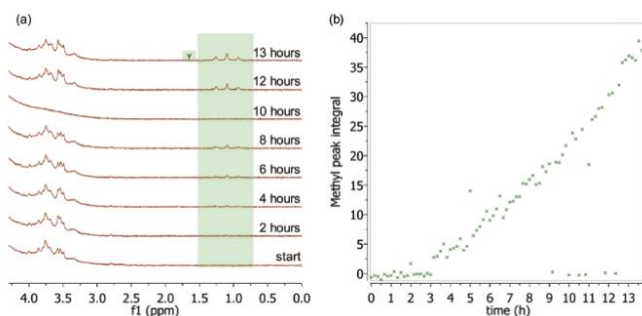 (a)
Y
13 hours
12 hours
10 hours
8 hours
6 hours
4 hours
2 hours
start
4.0 3.5 3.0 2.5 2.0 1.5 1.0 0.5 0.0
f1 (ppm)
(b)
Methyl peak integral
40
35
30
25
20
15
10
5
0
0 1 2 3 4 5 6 7 8 9 10 11 12 13
time (h)